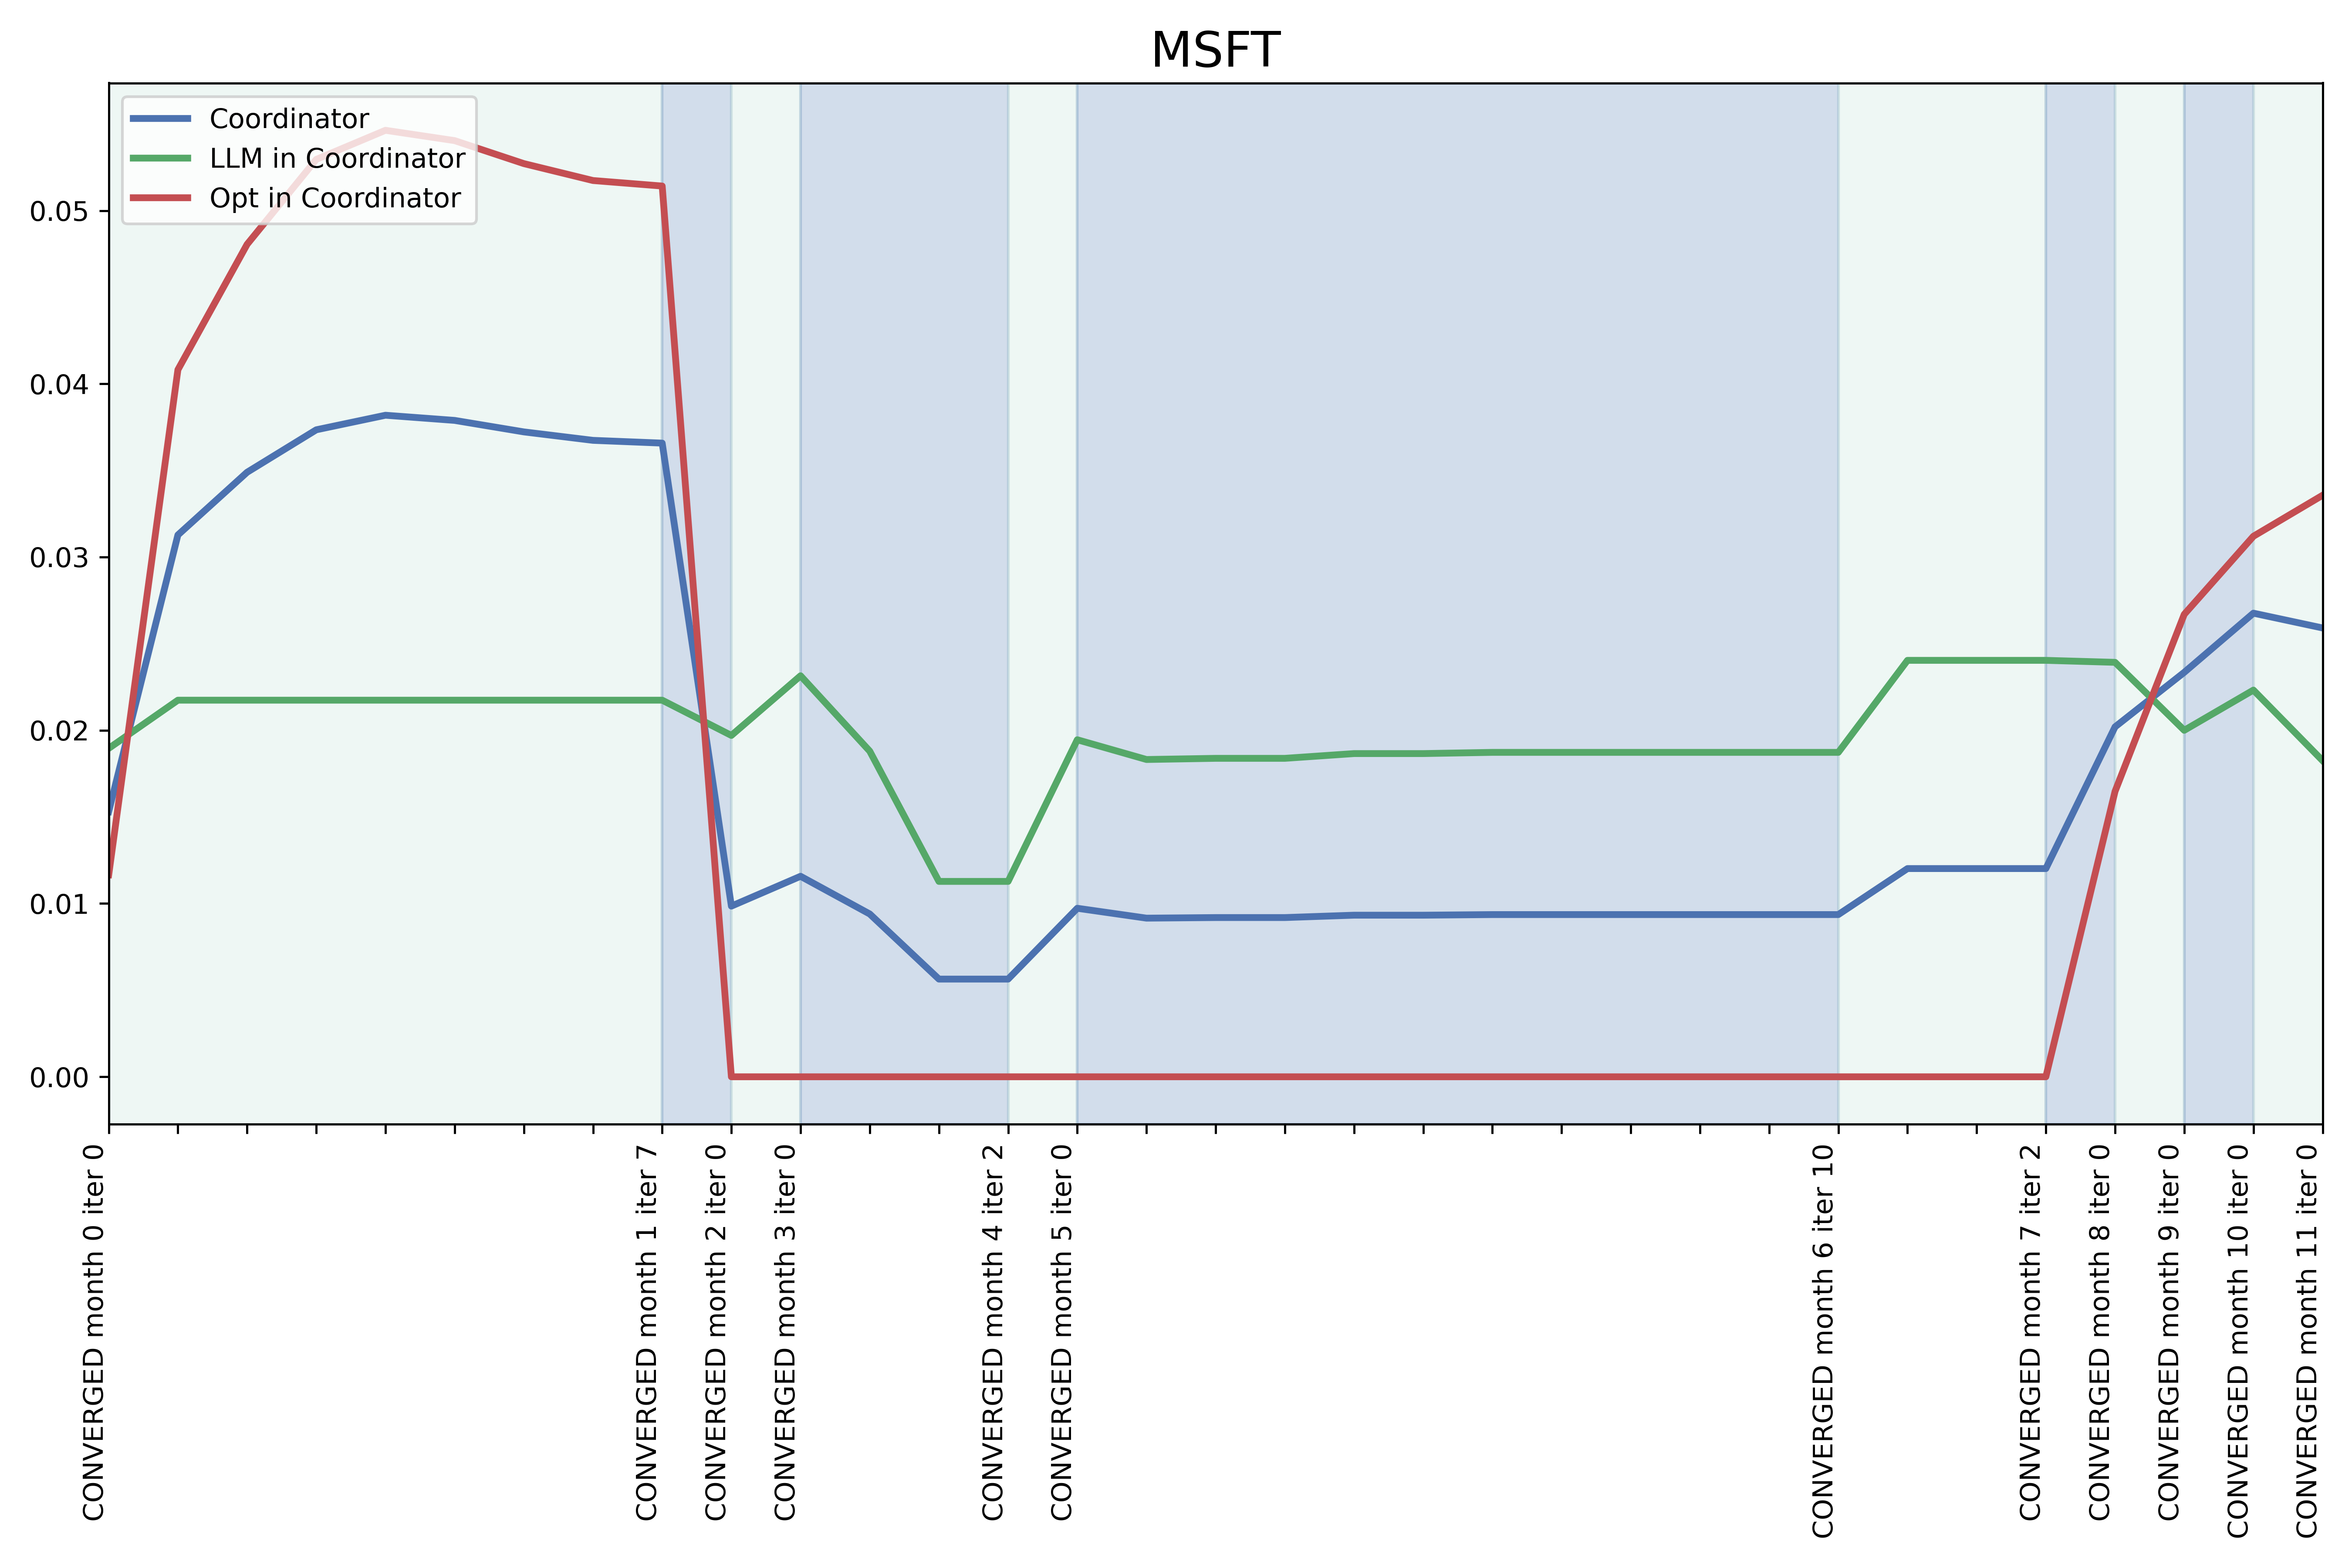 MSFT
Coordinator
LLM in Coordinator
Opt in Coordinator
0.05
0.04
0.03
0.02
0.01
0.00
CONVERGED month 0 iter 0
CONVERGED month 1 iter 7
CONVERGED month 2 iter 0
CONVERGED month 3 iter 0
CONVERGED month 4 iter 2
CONVERGED month 5 iter 0
CONVERGED month 6 iter 10
CONVERGED month 7 iter 2
CONVERGED month 8 iter 0
CONVERGED month 9 iter 0
CONVERGED month 10 iter 0
CONVERGED month 11 iter 0